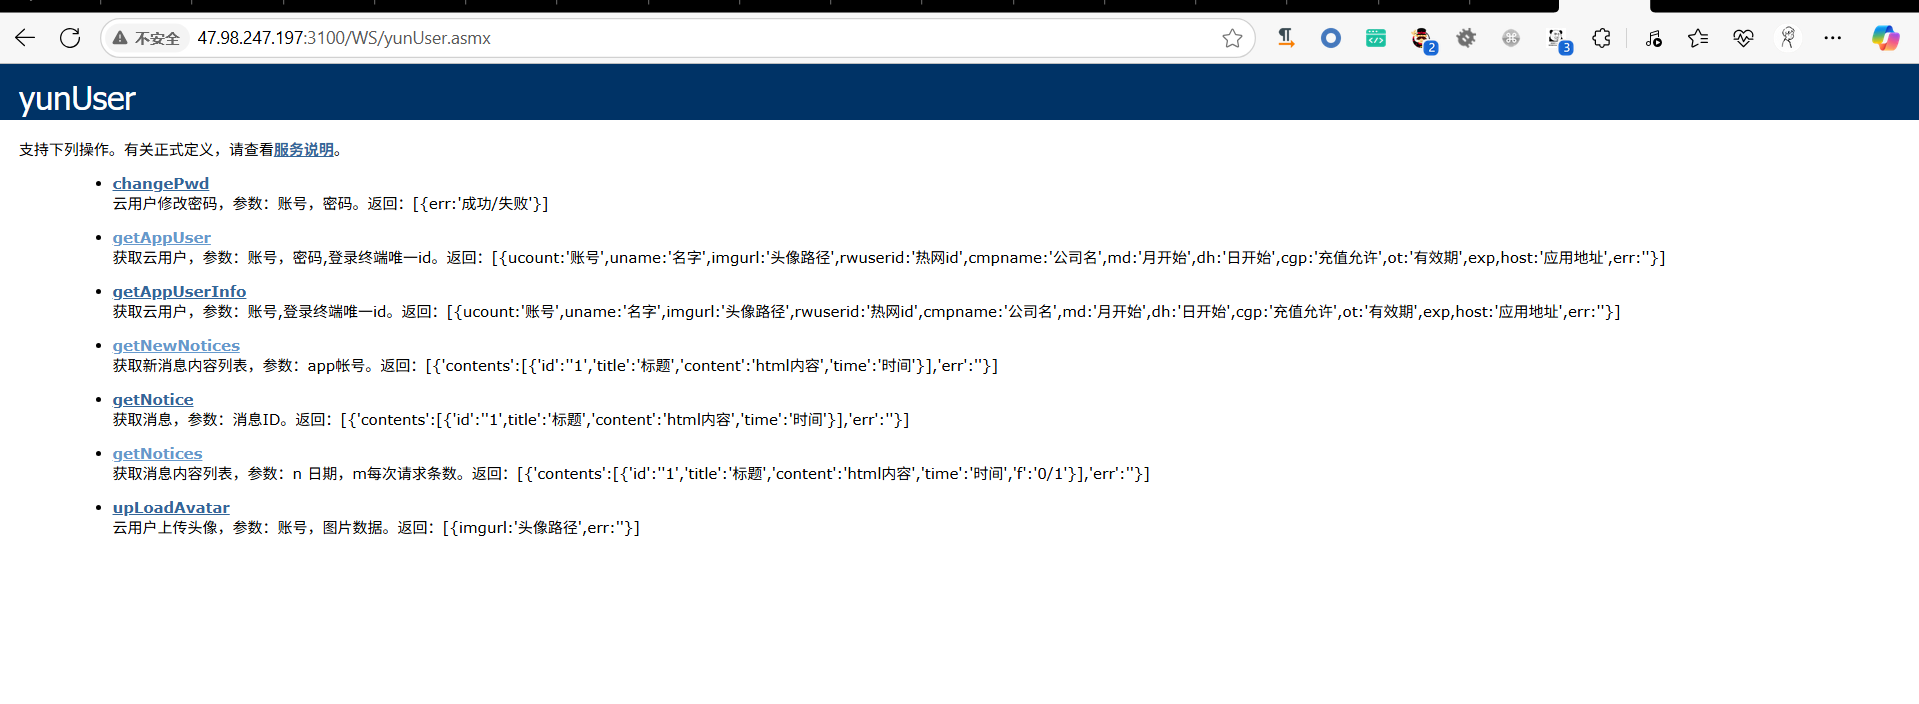 不安全 47.98.247.197:3100/WS/yunUser.asmx
2
3
yunUser
支持下列操作。有关正式定义，请查看服务说明。
changePwd
云用户修改密码，参数：账号，密码。返回：[{err:'成功/失败'}]
getAppUser
获取云用户，参数：账号，密码,登录终端唯一id。返回：[{ucount:'账号',uname:'名字',imgurl:'头像路径',rwuserid:'热网id',cmpname:'公司名',md:'月开始',dh:'日开始',cgp:'充值允许',ot:'有效期',exp,host:'应用地址',err:''}]
getAppUserInfo
获取云用户，参数：账号,登录终端唯一id。返回：[{ucount:'账号',uname:'名字',imgurl:'头像路径',rwuserid:'热网id',cmpname:'公司名',md:'月开始',dh:'日开始',cgp:'充值允许',ot:'有效期',exp,host:'应用地址',err:''}]
getNewNotices
获取新消息内容列表，参数：app帐号。返回：[{'contents':[{'id':''1','title':'标题','content':'html内容','time':'时间'}],'err':''}]
getNotice
获取消息，参数：消息ID。返回：[{'contents':[{'id':''1',title':'标题','content':'html内容','time':'时间'}],'err':''}]
getNotices
获取消息内容列表，参数：n 日期，m每次请求条数。返回：[{'contents':[{'id':''1','title':'标题','content':'html内容','time':'时间','f':'0/1'}],'err':''}]
upLoadAvatar
云用户上传头像，参数：账号，图片数据。返回：[{imgurl:'头像路径',err:''}]